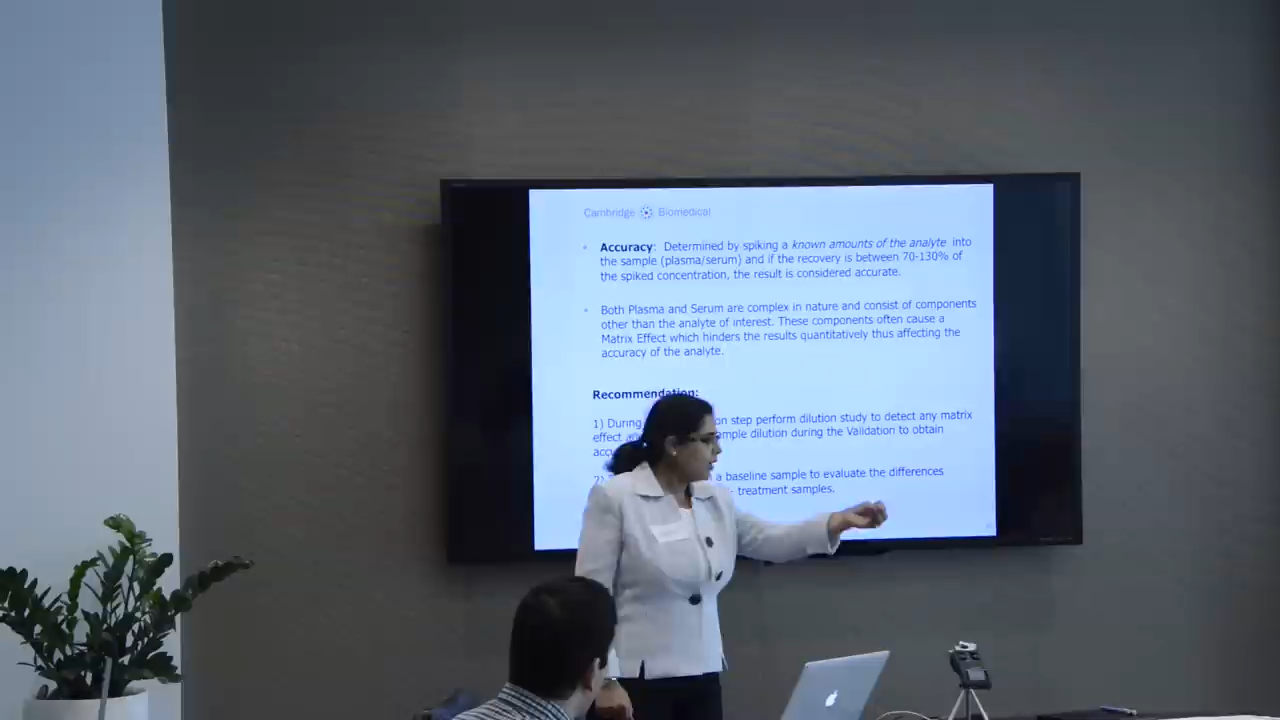 Cambridge Biomedical
Accuracy: Determined by spiking a known amounts of the analyte into
the sample (plasma/serum) and if the recovery is between 70-130% of
the spiked concentration, the result is considered accurate.
Both Plasma and Serum are complex in nature and consist of components
other than the analyte of interest. These components often cause a
Matrix Effect which hinders the results quantitatively thus affecting the
accuracy of the analyte.
Recommendation:
1) During step perform dilution study to detect any matrix
effect dilution during the Validation to obtain
a baseline sample to evaluate the differences
- treatment samples.